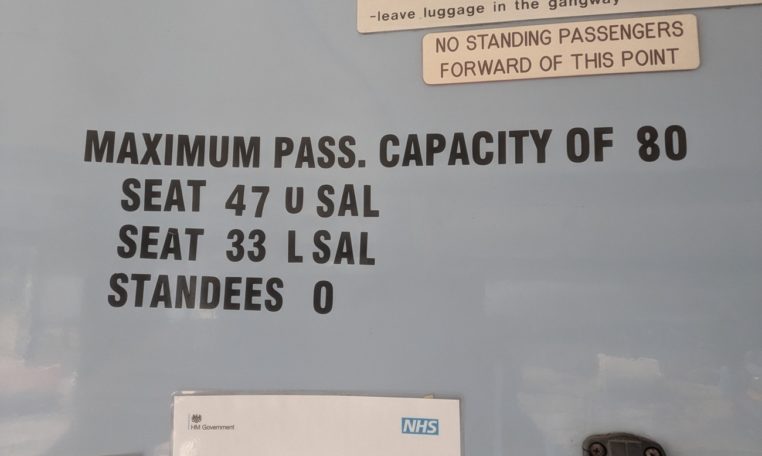 -leave luggage in the gangway
NO STANDING PASSENGERS
FORWARD OF THIS POINT
MAXIMUM PASS. CAPACITY OF 80
SEAT 47 U SAL
SEAT 33 L SAL
STANDEES 0
HM Government
NHS